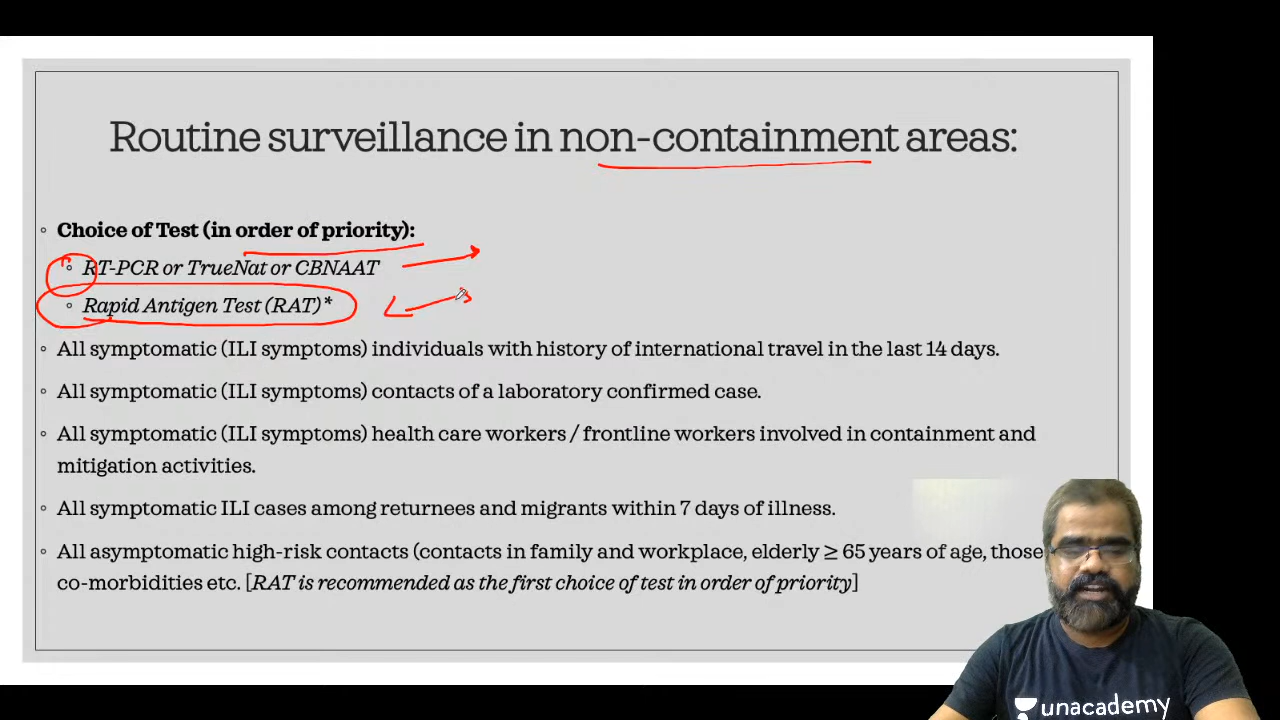 Routine surveillance in non-containment areas:
Choice of Test (in order of priority):
RT-PCR or TrueNat or CBNAAT
Rapid Antigen Test (RAT)*
All symptomatic (ILI symptoms) individuals with history of international travel in the last 14 days.
All symptomatic (ILI symptoms) contacts of a laboratory confirmed case.
All symptomatic (ILI symptoms) health care workers / frontline workers involved in containment and
mitigation activities.
All symptomatic ILI cases among returnees and migrants within 7 days of illness.
All asymptomatic high-risk contacts (contacts in family and workplace, elderly ≥ 65 years of age, those
co-morbidities etc. [RAT is recommended as the first choice of test in order of priority]
unacademy